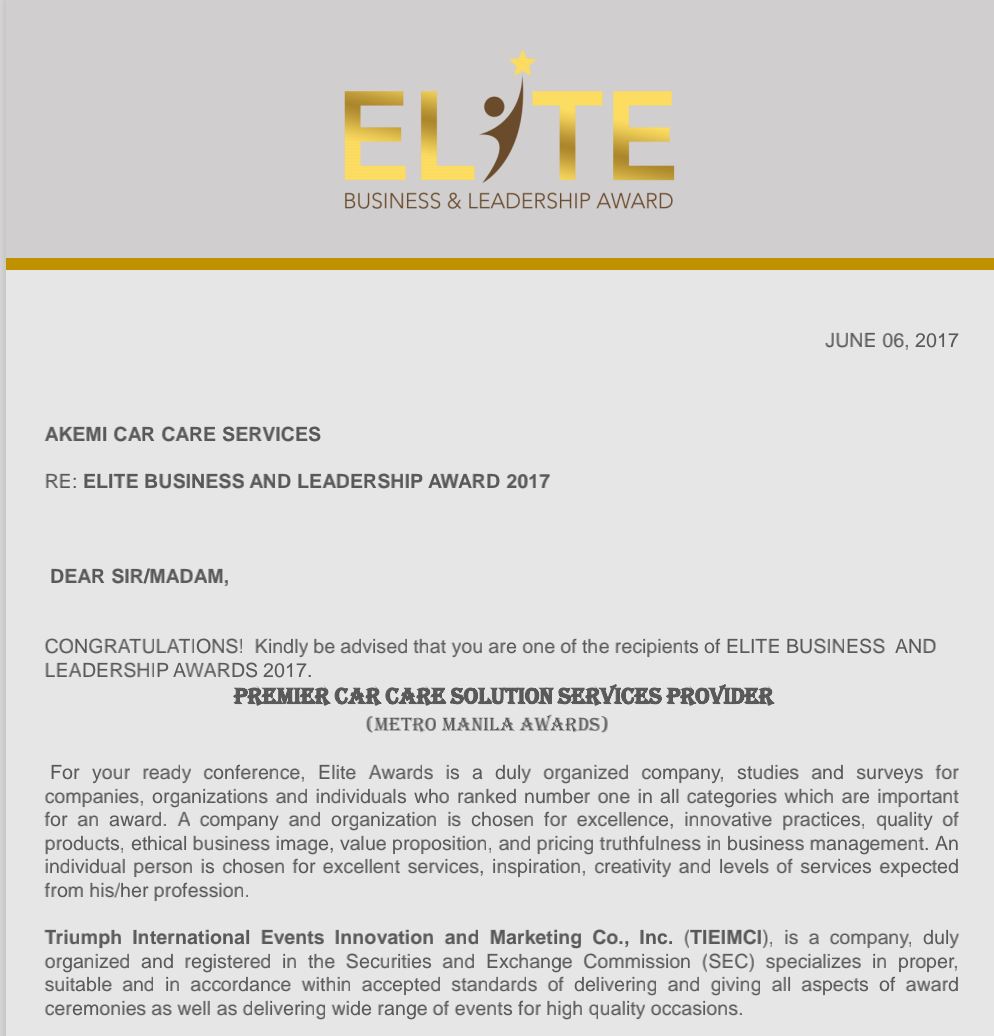 ELITE
BUSINESS & LEADERSHIP AWARD
JUNE 06, 2017
AKEMI CAR CARE SERVICES
RE: ELITE BUSINESS AND LEADERSHIP AWARD 2017
DEAR SIR/MADAM,
CONGRATULATIONS! Kindly be advised that you are one of the recipients of ELITE BUSINESS AND
LEADERSHIP AWARDS 2017.
PREMIER CAR CARE SOLUTION SERVICES PROVIDER
(METRO MANILA AWARDS)
For your ready conference, Elite Awards is a duly organized company, studies and surveys for
companies, organizations and individuals who ranked number one in all categories which are important
for an award. A company and organization is chosen for excellence, innovative practices, quality of
products, ethical business image, value proposition, and pricing truthfulness in business management. An
individual person is chosen for excellent services, inspiration, creativity and levels of services expected
from his/her profession.
Triumph International Events Innovation and Marketing Co., Inc. (TIEIMCI), is a company, duly
organized and registered in the Securities and Exchange Commission (SEC) specializes in proper,
suitable and in accordance within accepted standards of delivering and giving all aspects of award
ceremonies as well as delivering wide range of events for high quality occasions.